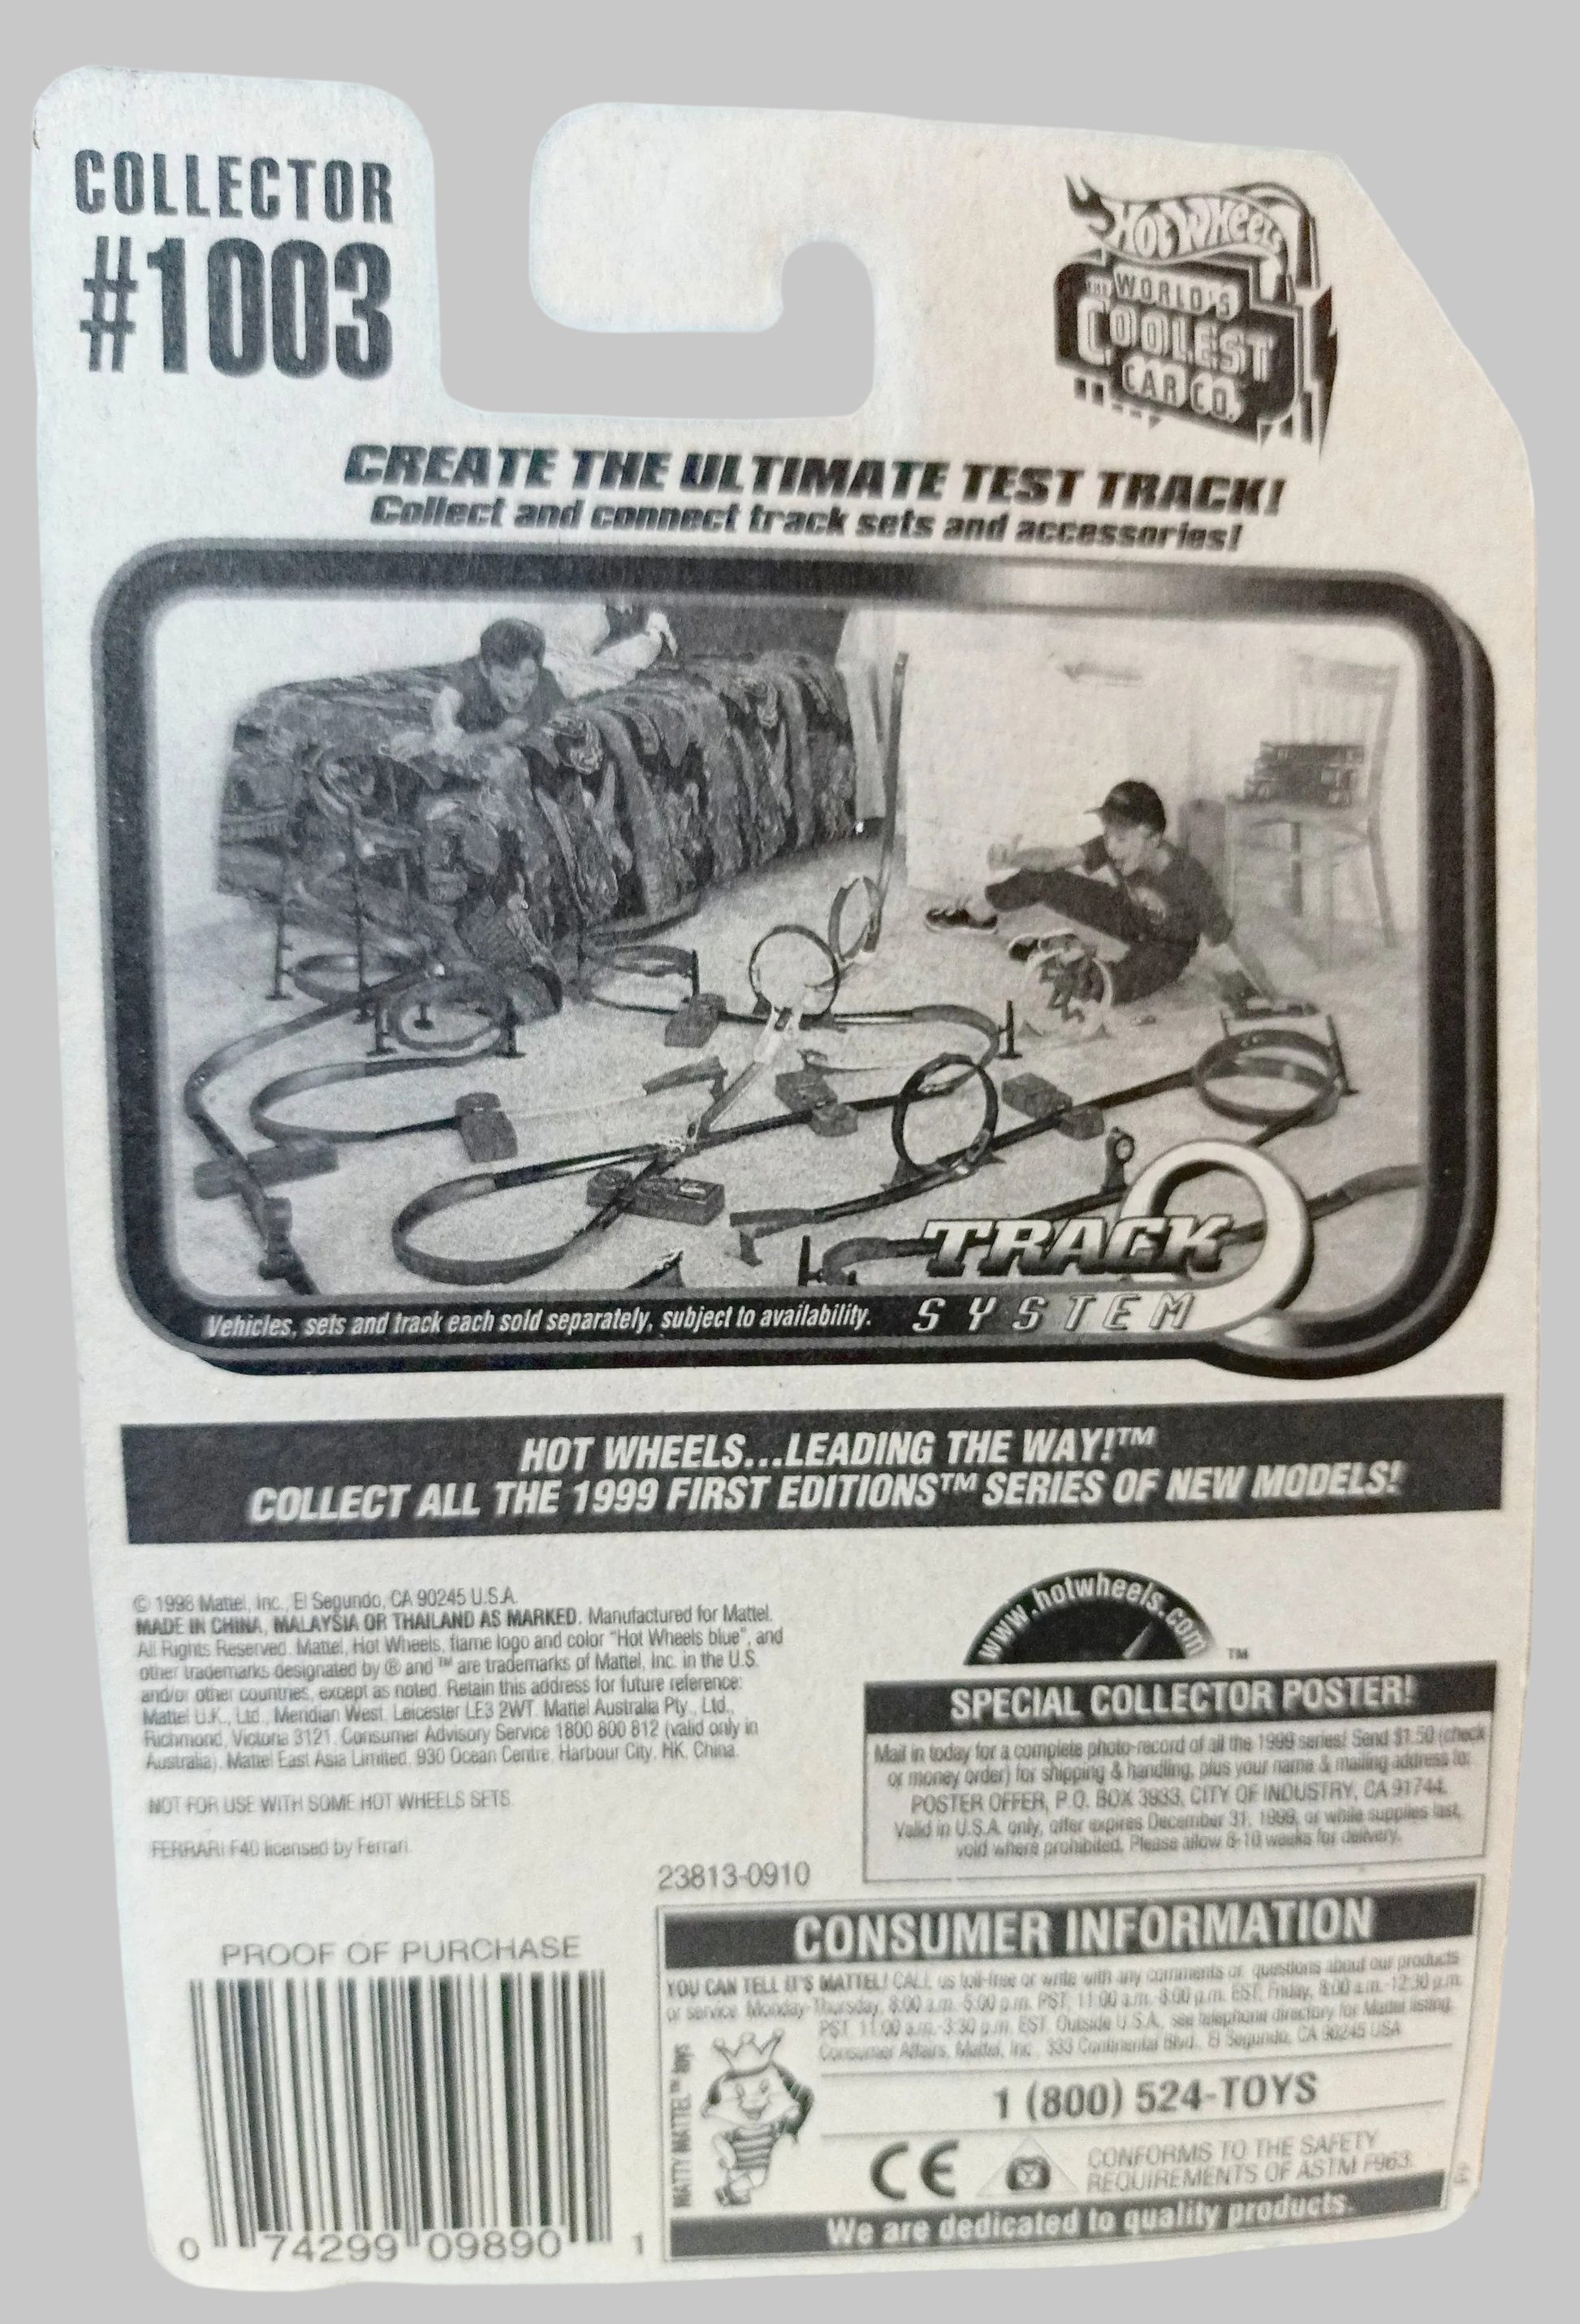 COLLECTOR
#1003
HOT WHEELS
THE WORLD'S
COOLEST
CAR CO.
CREATE THE ULTIMATE TEST TRACK!
Collect and connect track sets and accessories!
TRACK
SYSTEM
Vehicles, sets and track each sold separately, subject to availability.
HOT WHEELS...LEADING THE WAY!™
COLLECT ALL THE 1999 FIRST EDITIONS™ SERIES OF NEW MODELS!
© 1998 Mattel, Inc., El Segundo, CA 90245 U.S.A.
MADE IN CHINA, MALAYSIA OR THAILAND AS MARKED. Manufactured for Mattel.
All Rights Reserved. Mattel, Hot Wheels, flame logo and color "Hot Wheels blue", and
other trademarks designated by ® and ™ are trademarks of Mattel, Inc. in the U.S.
and/or other countries, except as noted. Retain this address for future reference:
Mattel U.K., Ltd., Meridian West, Leicester LE3 2WT. Mattel Australia Pty., Ltd.,
Richmond, Victoria 3121. Consumer Advisory Service 1800 800 812 (valid only in
Australia). Mattel East Asia Limited, 930 Ocean Centre, Harbour City, HK, China.
NOT FOR USE WITH SOME HOT WHEELS SETS.
FERRARI F40 licensed by Ferrari.
23813-0910
www.hotwheels.com
™
SPECIAL COLLECTOR POSTER!
Mail in today for a complete photo-record of all the 1999 series! Send $1.50 (check
or money order) for shipping & handling, plus your name & mailing address to:
POSTER OFFER, P.O. BOX 3933, CITY OF INDUSTRY, CA 91744.
Valid in U.S.A. only, offer expires December 31, 1999, or while supplies last,
void where prohibited. Please allow 8-10 weeks for delivery.
PROOF OF PURCHASE
0 74299 09890 1
CONSUMER INFORMATION
YOU CAN TELL IT'S MATTEL! CALL us toll-free or write with any comments or questions about our products
or service. Monday-Thursday, 8:00 a.m.-5:00 p.m. PST, 11:00 a.m.-8:00 p.m. EST, Friday, 8:00 a.m.-12:30 p.m.
PST, 11:00 a.m.-3:30 p.m. EST. Outside U.S.A., see telephone directory for Mattel listing.
Consumer Affairs, Mattel, Inc., 333 Continental Blvd., El Segundo, CA 90245 USA
MATTY MATTEL™ toys
1 (800) 524-TOYS
CE
CONFORMS TO THE SAFETY
REQUIREMENTS OF ASTM F963.
We are dedicated to quality products.